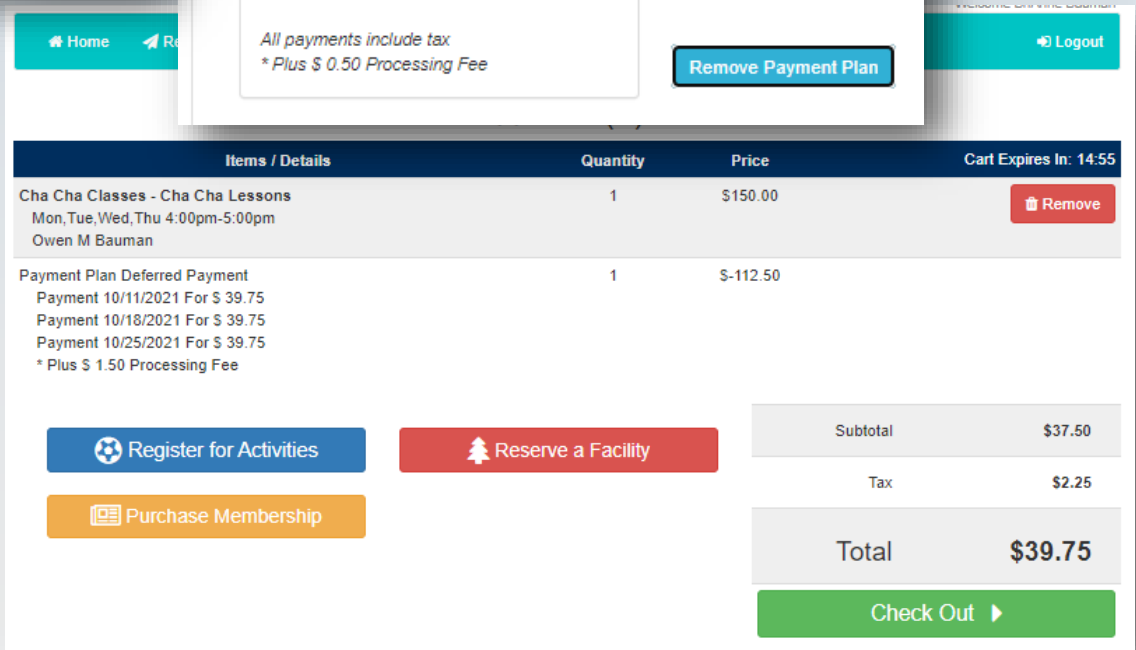 Home
Logout
All payments include tax
* Plus $ 0.50 Processing Fee
Remove Payment Plan
Items / Details Quantity Price Cart Expires In: 14:55
Cha Cha Classes - Cha Cha Lessons 1 $150.00 Remove
Mon,Tue,Wed,Thu 4:00pm-5:00pm
Owen M Bauman
Payment Plan Deferred Payment 1 $-112.50
Payment 10/11/2021 For $ 39.75
Payment 10/18/2021 For $ 39.75
Payment 10/25/2021 For $ 39.75
* Plus $ 1.50 Processing Fee
Register for Activities
Reserve a Facility
Purchase Membership
Subtotal $37.50
Tax $2.25
Total $39.75
Check Out